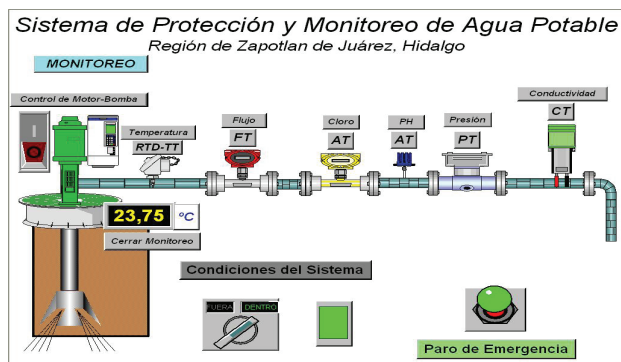 Sistema de Protección y Monitoreo de Agua Potable
Región de Zapotlan de Juárez, Hidalgo
MONITOREO
Control de Motor-Bomba
Temperatura
RTD-TT
Flujo
FT
Cloro
AT
PH
AT
Presión
PT
Conductividad
CT
23,75 ºC
Cerrar Monitoreo
Condiciones del Sistema
FUERA DENTRO
Paro de Emergencia